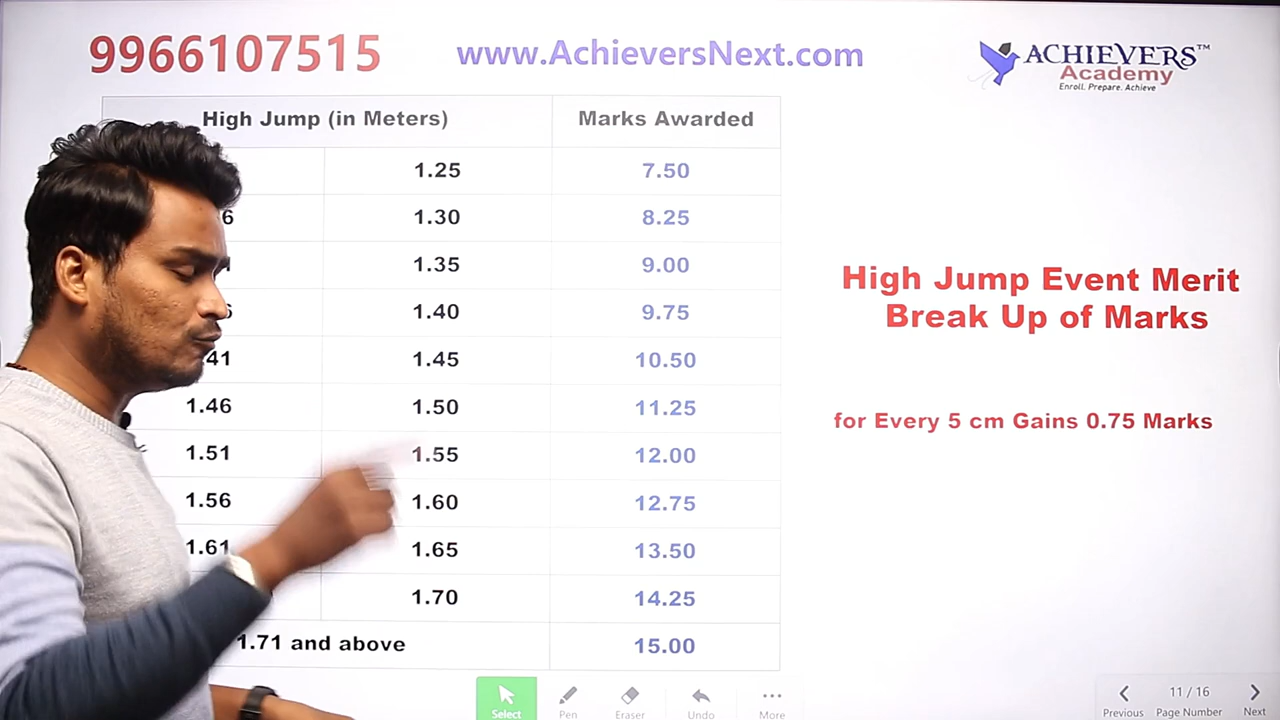 9966107515 www.AchieversNext.com ACHIEVERS™
Academy
Enroll. Prepare. Achieve
High Jump (in Meters) Marks Awarded
1.25 7.50
6 1.30 8.25
1.35 9.00
1.40 9.75
.41 1.45 10.50
1.46 1.50 11.25
1.51 1.55 12.00
1.56 1.60 12.75
1.61 1.65 13.50
1.70 14.25
1.71 and above 15.00
High Jump Event Merit
Break Up of Marks
for Every 5 cm Gains 0.75 Marks
Select Pen Eraser Undo More
Previous 11 / 16 Page Number Next